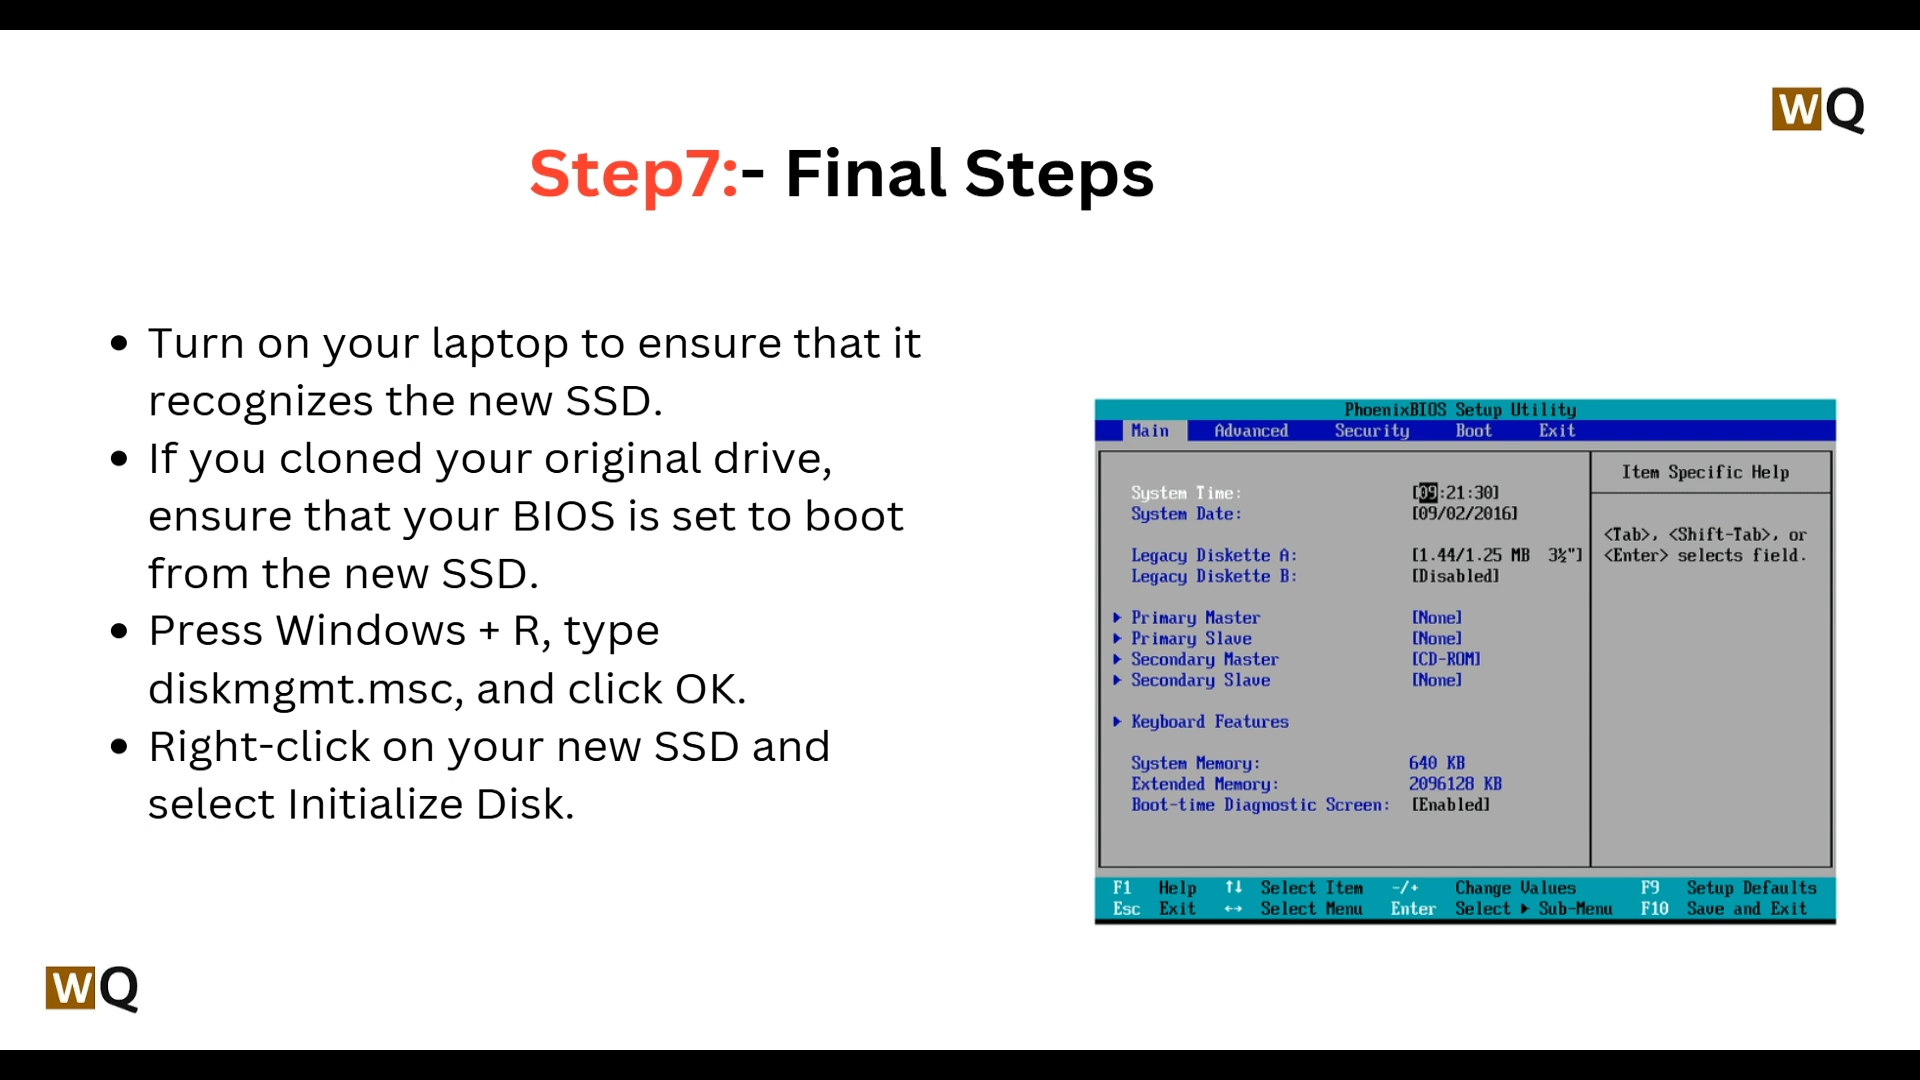 WQ
Step7:- Final Steps
• Turn on your laptop to ensure that it
recognizes the new SSD.
• If you cloned your original drive,
ensure that your BIOS is set to boot
from the new SSD.
• Press Windows + R, type
diskmgmt.msc, and click OK.
• Right-click on your new SSD and
select Initialize Disk.
PhoenixBIOS Setup Utility
Main Advanced Security Boot Exit
System Time: [09:21:30]
System Date: [09/02/2016]
Legacy Diskette A: [1.44/1.25 MB 3½"]
Legacy Diskette B: [Disabled]
Primary Master [None]
Primary Slave [None]
Secondary Master [CD-ROM]
Secondary Slave [None]
Keyboard Features
System Memory: 640 KB
Extended Memory: 2096128 KB
Boot-time Diagnostic Screen: [Enabled]
Item Specific Help
<Tab>, <Shift-Tab>, or
<Enter> selects field.
F1 Help ↑↓ Select Item -/+ Change Values F9 Setup Defaults
Esc Exit ↔ Select Menu Enter Select ▶ Sub-Menu F10 Save and Exit
WQ